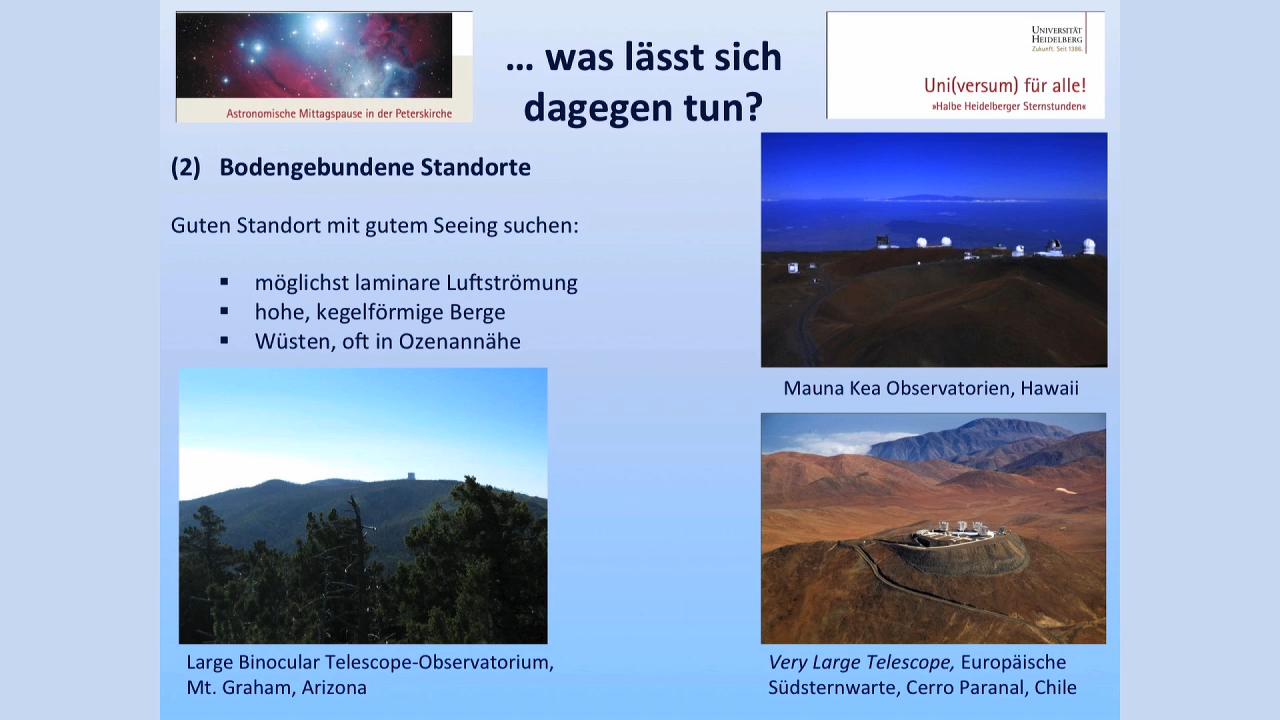 Astronomische Mittagspause in der Peterskirche
... was lässt sich
dagegen tun?
UNIVERSITÄT
HEIDELBERG
Zukunft. Seit 1386.
Uni(versum) für alle!
»Halbe Heidelberger Sternstunden«
(2) Bodengebundene Standorte
Guten Standort mit gutem Seeing suchen:
▪ möglichst laminare Luftströmung
▪ hohe, kegelförmige Berge
▪ Wüsten, oft in Ozenannähe
Mauna Kea Observatorien, Hawaii
Large Binocular Telescope-Observatorium,
Mt. Graham, Arizona
Very Large Telescope, Europäische
Südsternwarte, Cerro Paranal, Chile